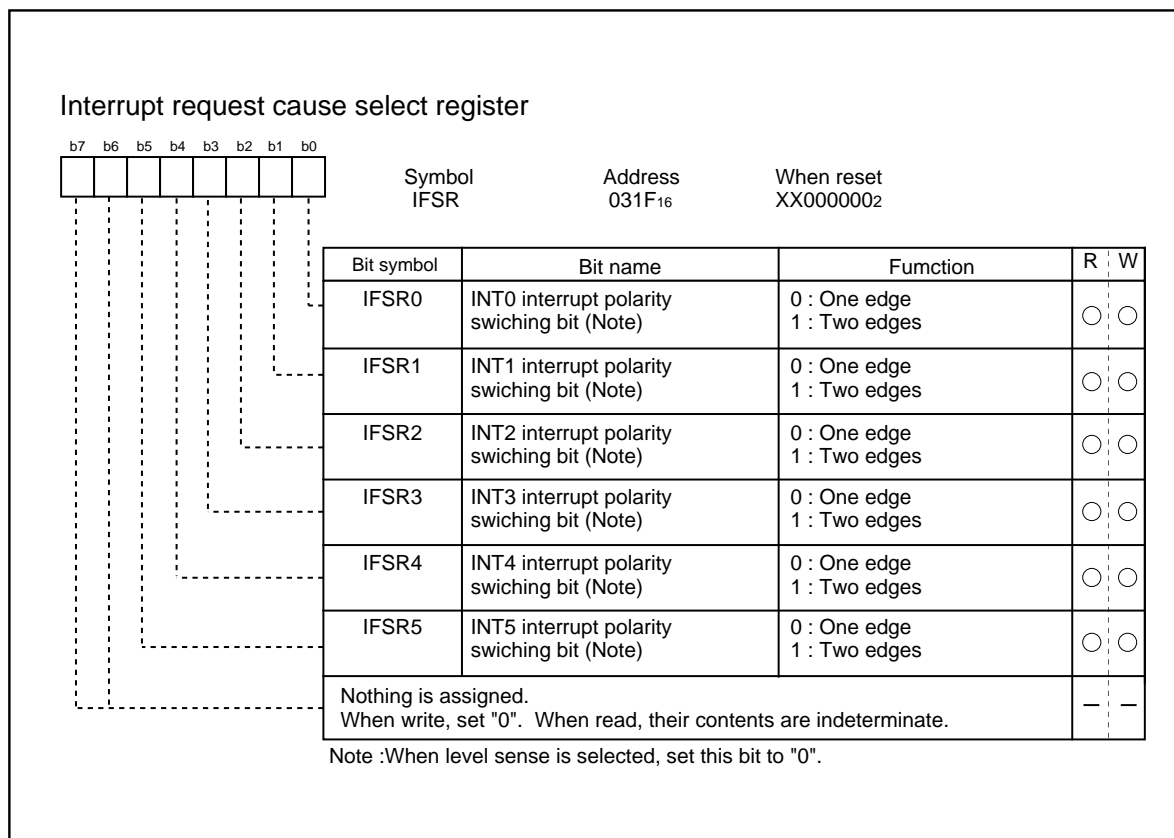 Interrupt request cause select register
b7 b6 b5 b4 b3 b2 b1 b0
Symbol Address When reset
IFSR 031F16 XX0000002
Bit symbol Bit name Fumction R W
IFSR0 INT0 interrupt polarity 0 : One edge
swiching bit (Note) 1 : Two edges
IFSR1 INT1 interrupt polarity 0 : One edge
swiching bit (Note) 1 : Two edges
IFSR2 INT2 interrupt polarity 0 : One edge
swiching bit (Note) 1 : Two edges
IFSR3 INT3 interrupt polarity 0 : One edge
swiching bit (Note) 1 : Two edges
IFSR4 INT4 interrupt polarity 0 : One edge
swiching bit (Note) 1 : Two edges
IFSR5 INT5 interrupt polarity 0 : One edge
swiching bit (Note) 1 : Two edges
Nothing is assigned.
When write, set "0". When read, their contents are indeterminate. – –
Note :When level sense is selected, set this bit to "0".